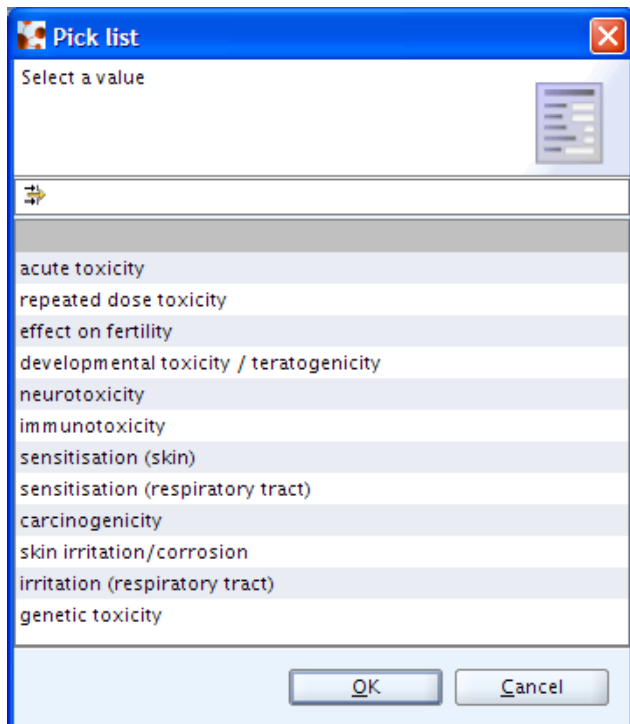 Pick list
Select a value
acute toxicity
repeated dose toxicity
effect on fertility
developmental toxicity / teratogenicity
neurotoxicity
immunotoxicity
sensitisation (skin)
sensitisation (respiratory tract)
carcinogenicity
skin irritation/corrosion
irritation (respiratory tract)
genetic toxicity
OK Cancel